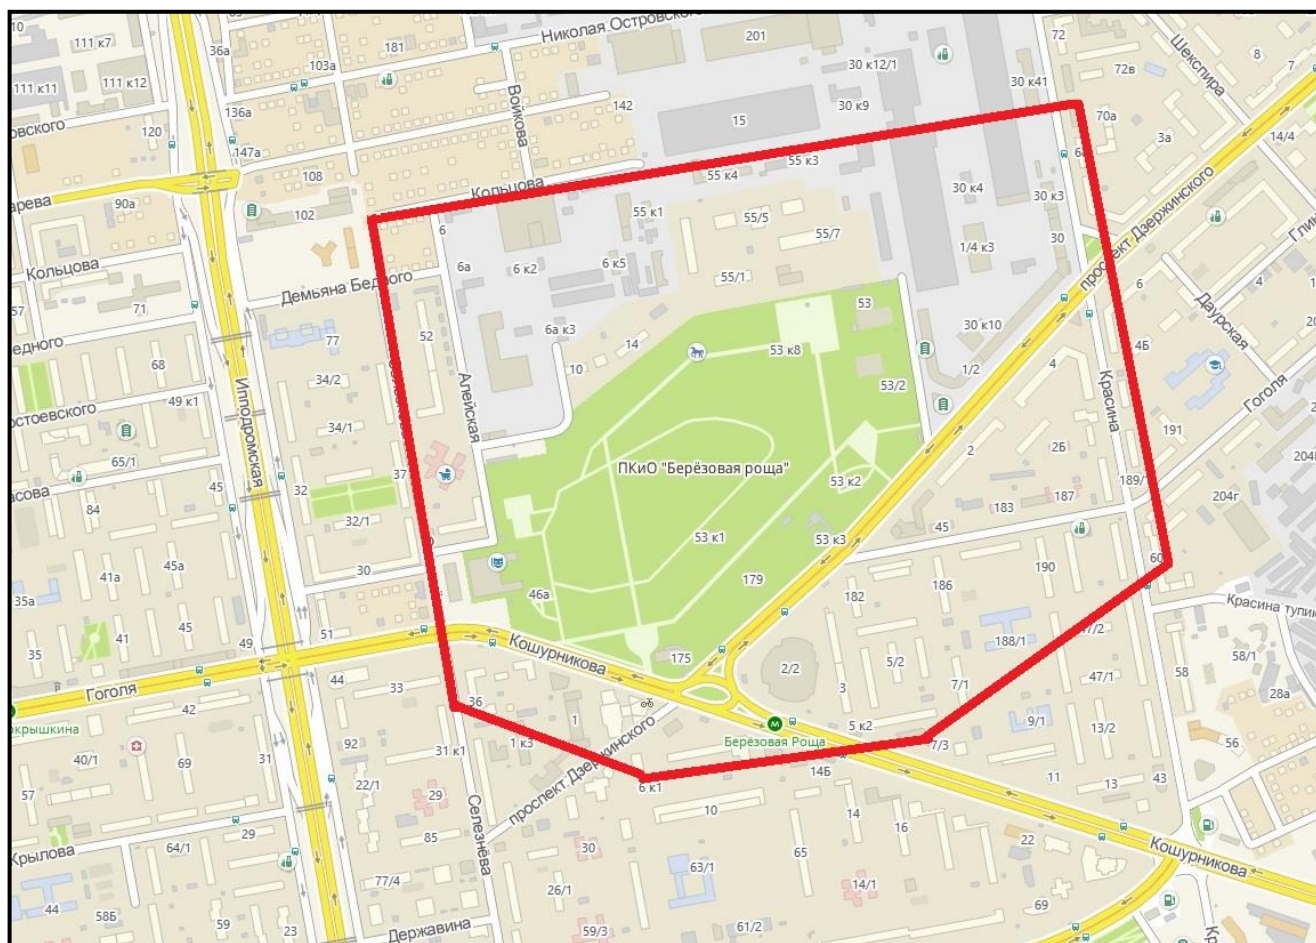 10
36а
83
181
Николая Островского
201
72
Шекспира
8
7
111 к7
103а
30 к12/1
30 к41
72в
111 к11
111 к12
136а
Войкова
142
30 к9
70а
14/4
120
15
3а
147а
108
Кольцова
55 к4
55 к3
30 к4
30 к3
90а
102
6
55 к1
55/5
55/7
30
проспект Дзержинского
Кольцова
6а
6 к2
6 к5
55/1
1/4 к3
57
71
Демьяна Бедного
53
6
4
Даурская
52
6а к3
14
53 к8
30 к10
77
68
34/2
10
53/2
1/2
4
4Б
49 к1
Ипподромская
Алейская
Красина
Гоголя
65/1
34/1
ПКиО "Берёзовая роща"
2
2Б
191
45
37
53 к2
84
32
187
189/1
204г
32/1
53 к1
53 к3
45
183
41а
45а
30
179
186
190
60
35а
46а
182
Красина тупик
41
45
49
51
188/1
47/2
35
Кошурникова
175
2/2
5/2
58
58/1
Гоголя
44
33
36
3
7/1
47/1
28а
42
9/1
13/2
92
1
Берёзовая Роща
5 к2
7/3
56
40/1
69
31
31 к1
1 к3
проспект Дзержинского
6 к1
14Б
11
13
43
57
22/1
29
Селезнёва
10
14
Крылова
29
85
16
22
Кошурникова
64/1
30
65
63/1
77/4
26/1
14/1
44
58Б
59
23
Державина
59/3
61/2
69